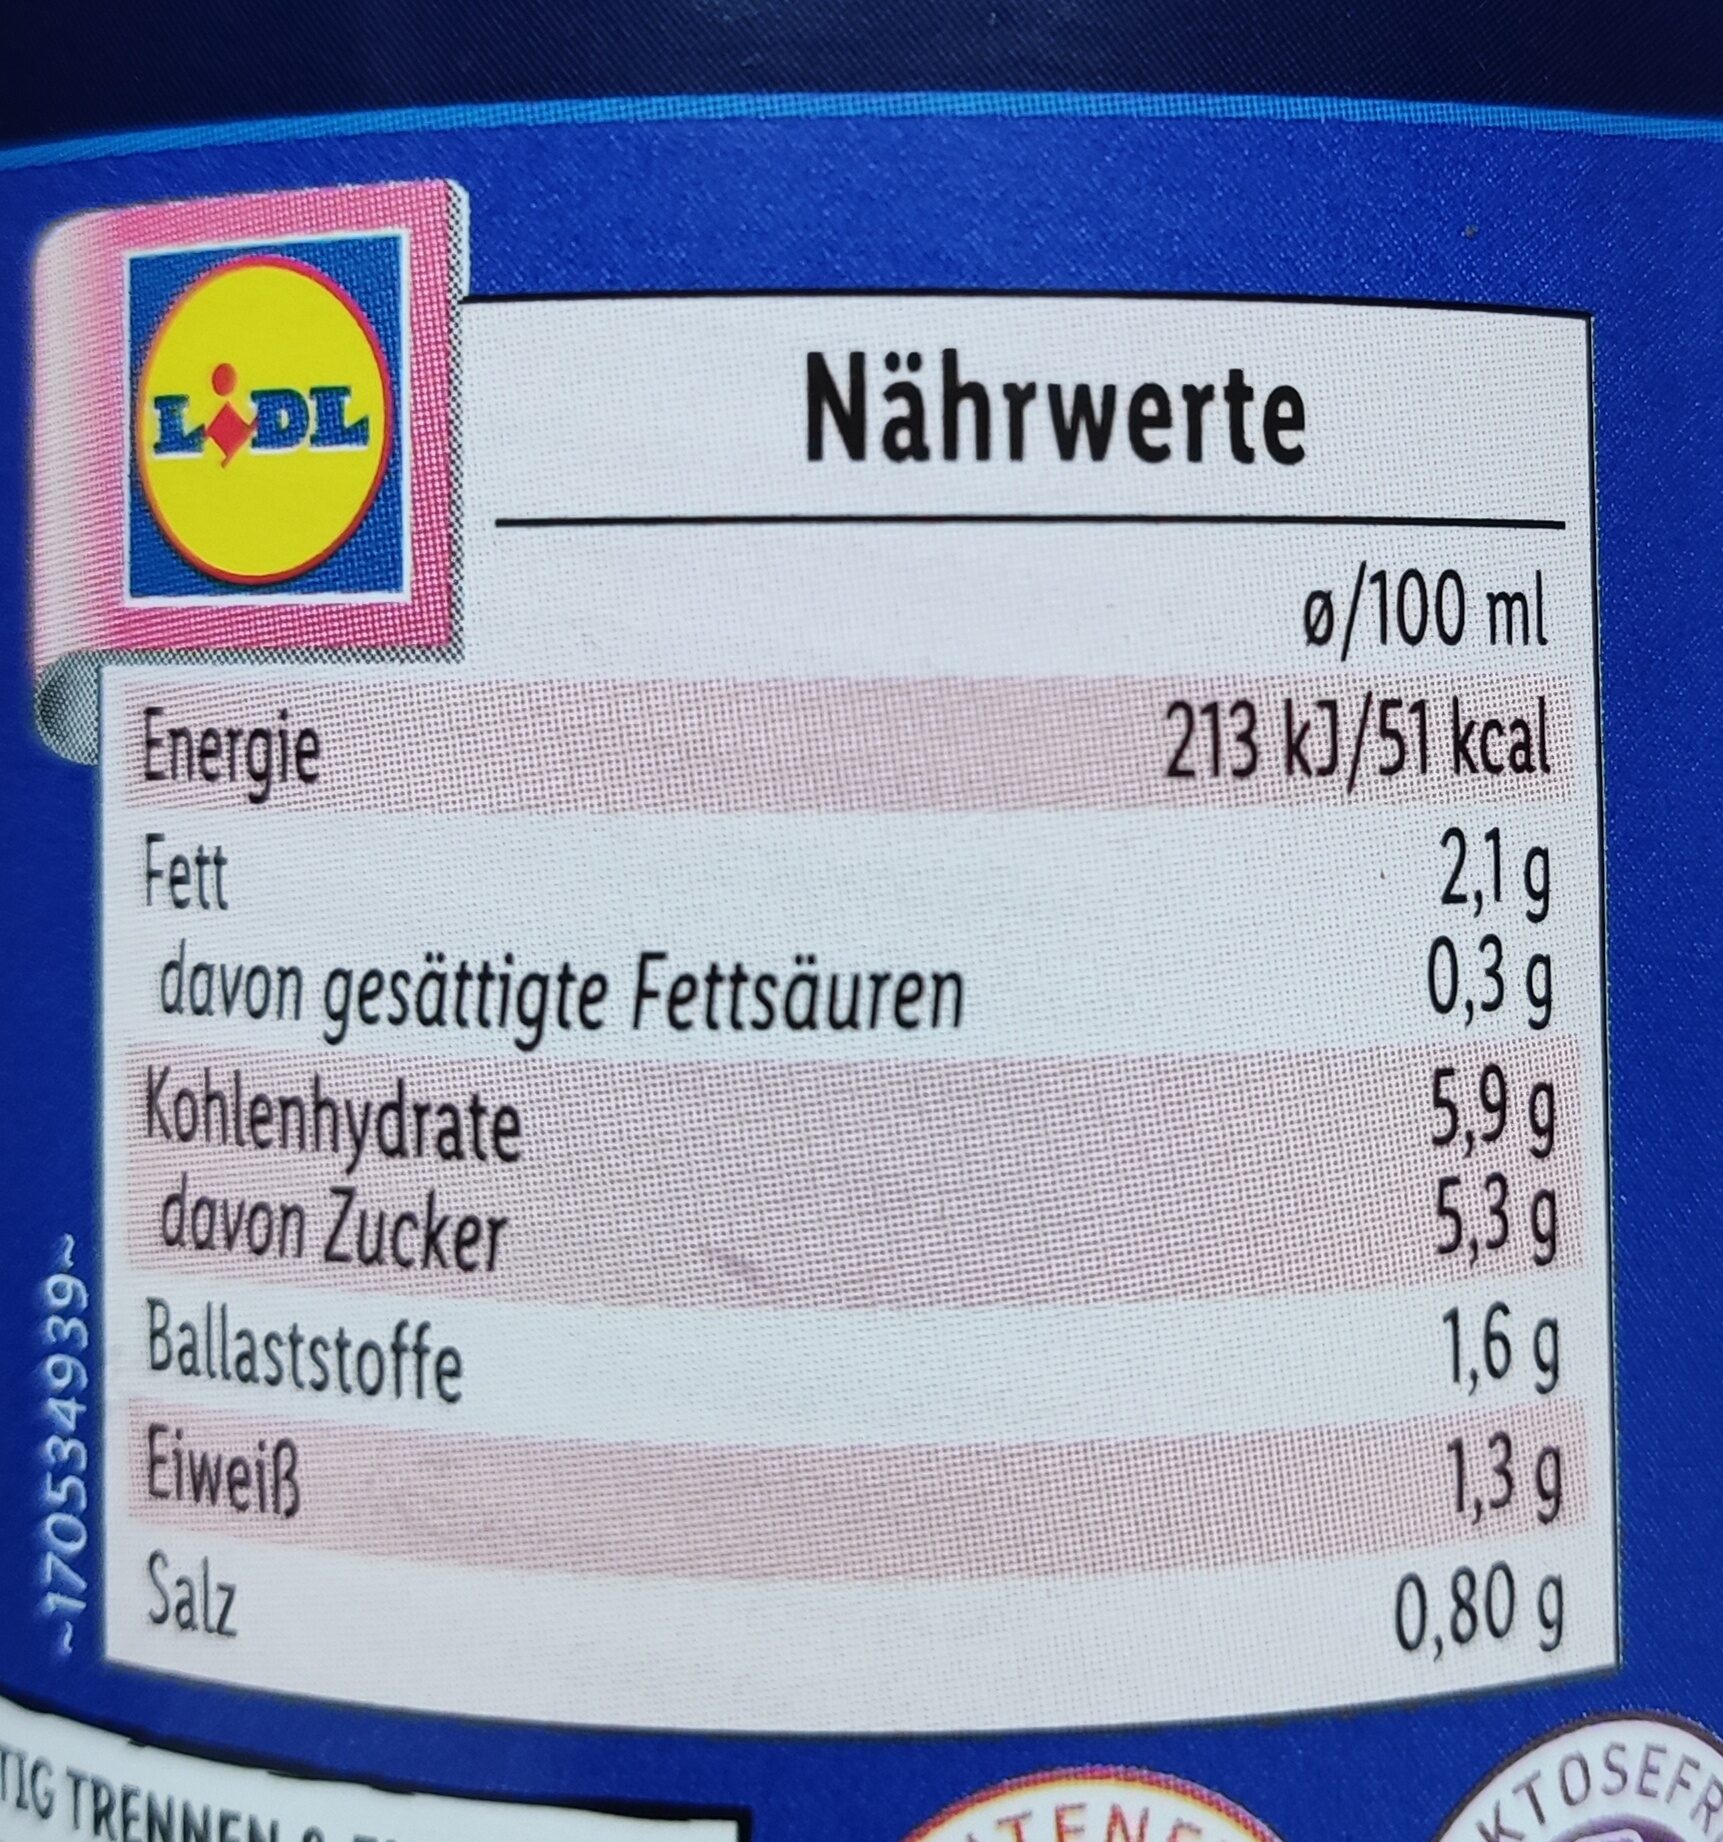 LiDL
Nährwerte
ø/100 ml
Energie 213 kJ/51 kcal
Fett 2,1 g
davon gesättigte Fettsäuren 0,3 g
Kohlenhydrate 5,9 g
davon Zucker 5,3 g
Ballaststoffe 1,6 g
Eiweiß 1,3 g
Salz 0,80 g
~170534939~
TRENNEN